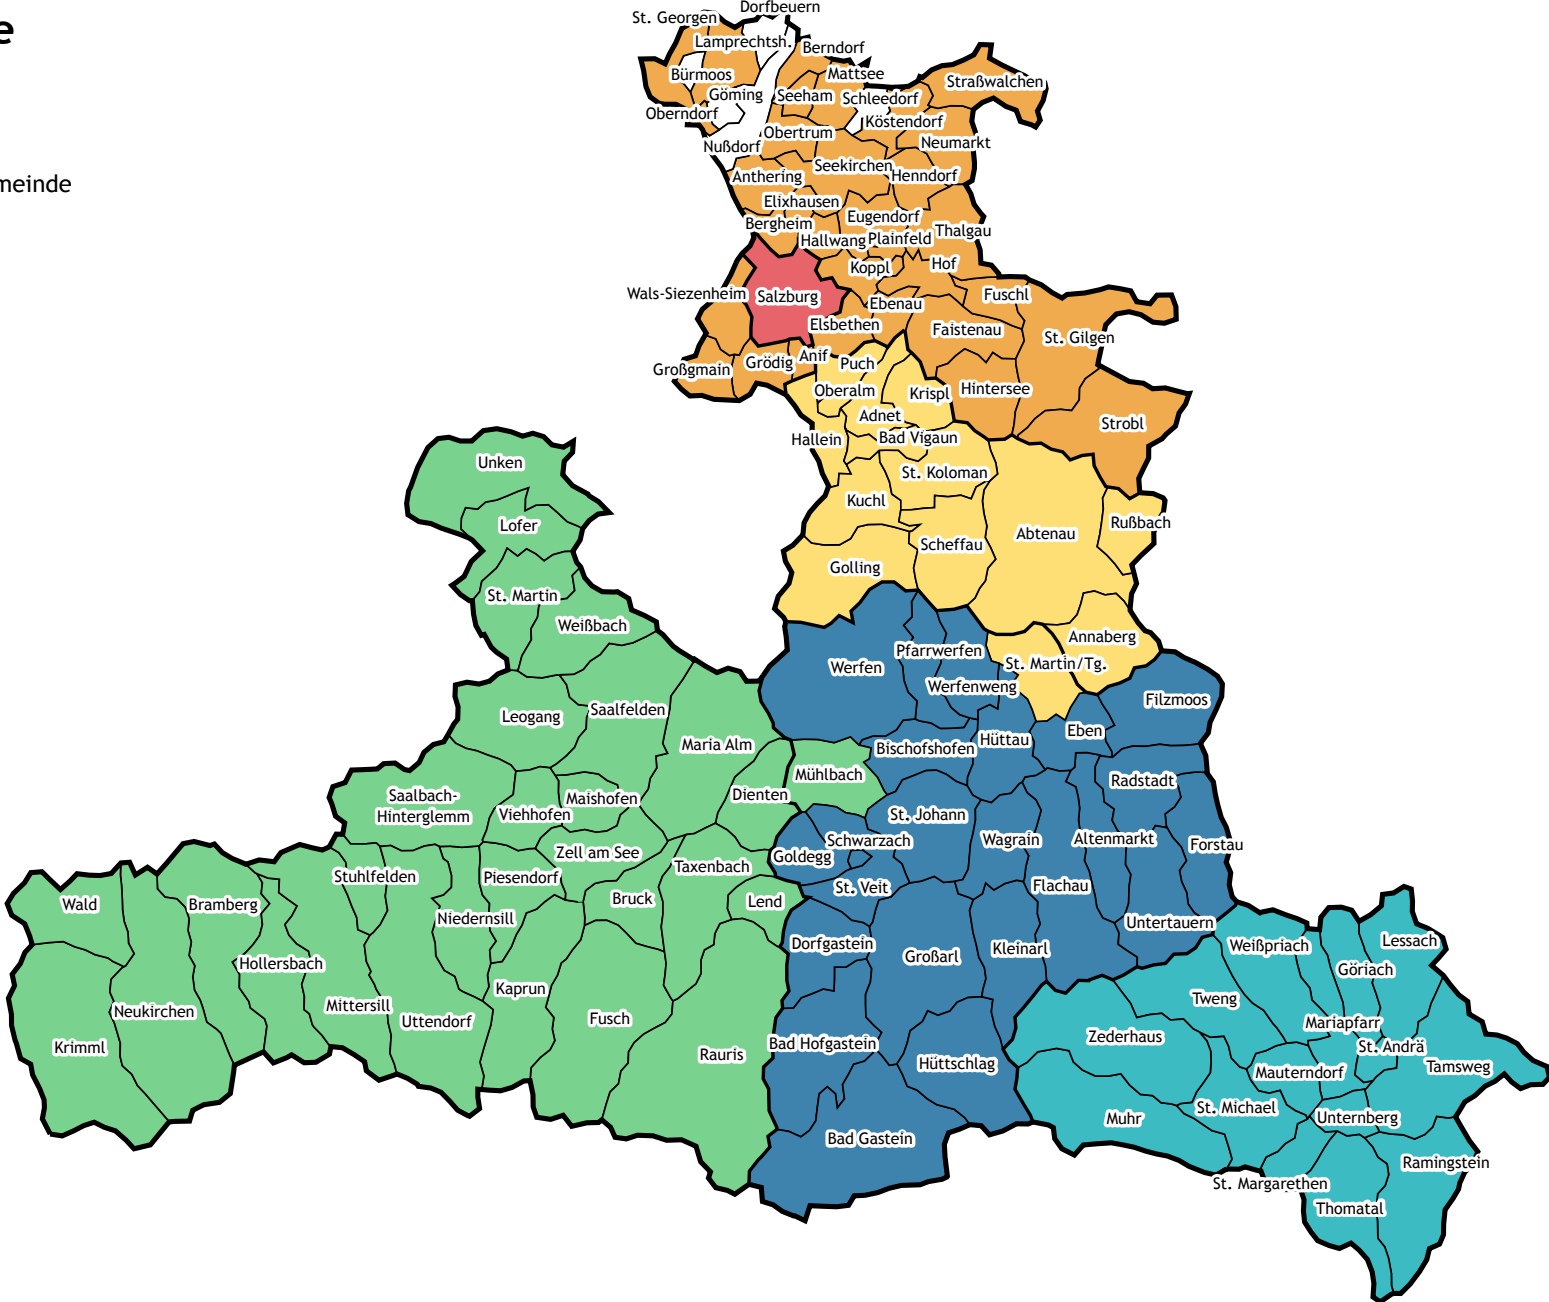 e
meinde
St. Georgen
Dorfbeuern
Lamprechtsh.
Berndorf
Bürmoos
Mattsee
Straßwalchen
Göming
Seeham
Schleedorf
Oberndorf
Köstendorf
Obertrum
Nußdorf
Neumarkt
Seekirchen
Anthering
Henndorf
Elixhausen
Bergheim
Eugendorf
Hallwang
Plainfeld
Thalgau
Koppl
Hof
Wals-Siezenheim
Salzburg
Ebenau
Fuschl
Elsbethen
Faistenau
St. Gilgen
Großgmain
Grödig
Anif
Puch
Oberalm
Krispl
Hintersee
Adnet
Strobl
Hallein
Bad Vigaun
Unken
St. Koloman
Kuchl
Lofer
Rußbach
Abtenau
Scheffau
Golling
St. Martin
Weißbach
Annaberg
Pfarrwerfen
St. Martin/Tg.
Werfen
Werfenweng
Filzmoos
Leogang
Saalfelden
Eben
Maria Alm
Bischofshofen
Hüttau
Mühlbach
Radstadt
Saalbach-
Hinterglemm
Viehhofen
Maishofen
Dienten
St. Johann
Schwarzach
Wagrain
Altenmarkt
Forstau
Zell am See
Goldegg
Stuhlfelden
Piesendorf
Taxenbach
St. Veit
Flachau
Wald
Bramberg
Bruck
Lend
Niedernsill
Untertauern
Dorfgastein
Weißpriach
Lessach
Hollersbach
Großarl
Kleinarl
Göriach
Kaprun
Tweng
Neukirchen
Mittersill
Uttendorf
Fusch
Mariapfarr
Krimml
Rauris
Bad Hofgastein
Zederhaus
St. Andrä
Hüttschlag
Mauterndorf
Tamsweg
Muhr
St. Michael
Unternberg
Bad Gastein
Ramingstein
St. Margarethen
Thomatal